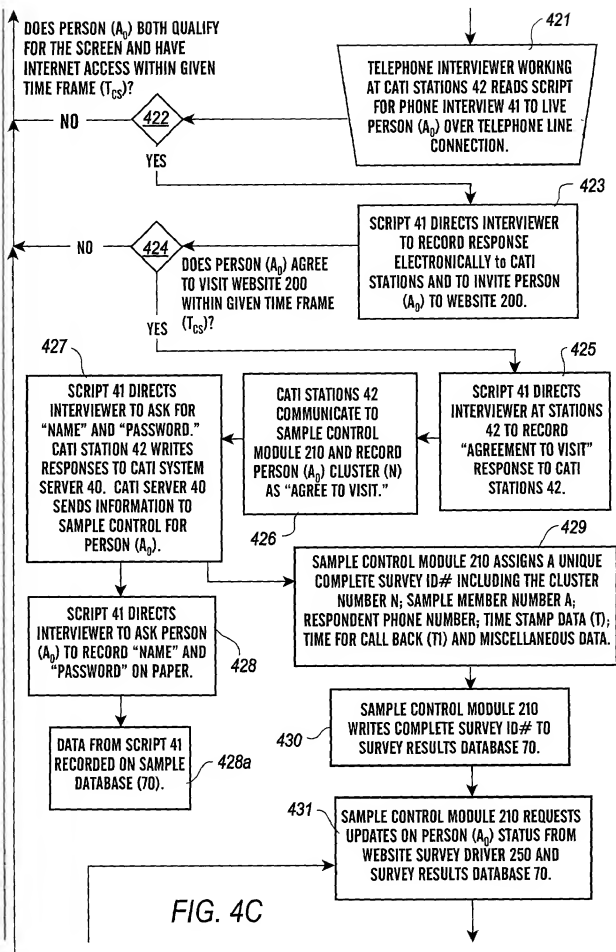 DOES PERSON (A0) BOTH QUALIFY
FOR THE SCREEN AND HAVE
INTERNET ACCESS WITHIN GIVEN
TIME FRAME (TCS)?
421
TELEPHONE INTERVIEWER WORKING
AT CATI STATIONS 42 READS SCRIPT
FOR PHONE INTERVIEW 41 TO LIVE
PERSON (A0) OVER TELEPHONE LINE
CONNECTION.
NO
422
YES
423
SCRIPT 41 DIRECTS INTERVIEWER
TO RECORD RESPONSE
ELECTRONICALLY to CATI
STATIONS AND TO INVITE PERSON
(A0) TO WEBSITE 200.
NO
424
DOES PERSON (A0) AGREE
TO VISIT WEBSITE 200
WITHIN GIVEN TIME FRAME
(TCS)?
YES
427
SCRIPT 41 DIRECTS
INTERVIEWER TO ASK FOR
“NAME” AND “PASSWORD.”
CATI STATION 42 WRITES
RESPONSES TO CATI SYSTEM
SERVER 40. CATI SERVER 40
SENDS INFORMATION TO
SAMPLE CONTROL FOR
PERSON (A0).
CATI STATIONS 42
COMMUNICATE TO
SAMPLE CONTROL
MODULE 210 AND RECORD
PERSON (A0) CLUSTER (N)
AS “AGREE TO VISIT.”
426
425
SCRIPT 41 DIRECTS
INTERVIEWER AT STATIONS
42 TO RECORD
“AGREEMENT TO VISIT”
RESPONSE TO CATI
STATIONS 42.
429
SAMPLE CONTROL MODULE 210 ASSIGNS A UNIQUE
COMPLETE SURVEY ID# INCLUDING THE CLUSTER
NUMBER N; SAMPLE MEMBER NUMBER A;
RESPONDENT PHONE NUMBER; TIME STAMP DATA (T);
TIME FOR CALL BACK (T1) AND MISCELLANEOUS DATA.
SCRIPT 41 DIRECTS
INTERVIEWER TO ASK PERSON
(A0) TO RECORD “NAME” AND
“PASSWORD” ON PAPER.
428
SAMPLE CONTROL MODULE 210
WRITES COMPLETE SURVEY ID# TO
SURVEY RESULTS DATABASE 70.
430
DATA FROM SCRIPT 41
RECORDED ON SAMPLE
DATABASE (70).
428a
431
SAMPLE CONTROL MODULE 210 REQUESTS
UPDATES ON PERSON (A0) STATUS FROM
WEBSITE SURVEY DRIVER 250 AND
SURVEY RESULTS DATABASE 70.
FIG. 4C